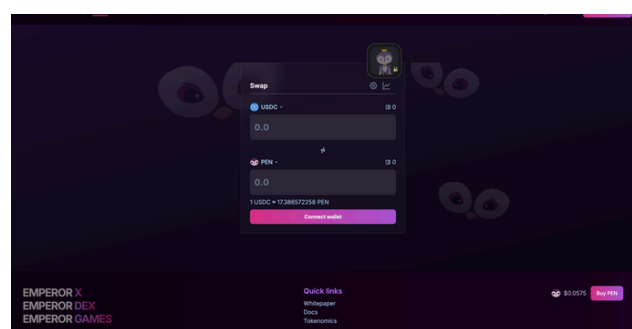 Swap
USDC
0
0.0
PEN
0
0.0
1 USDC ≈ 17.386572258 PEN
Connect wallet
EMPEROR X
EMPEROR DEX
EMPEROR GAMES
Quick links
Whitepaper
Docs
Tokenomics
$0.0575
Buy PEN